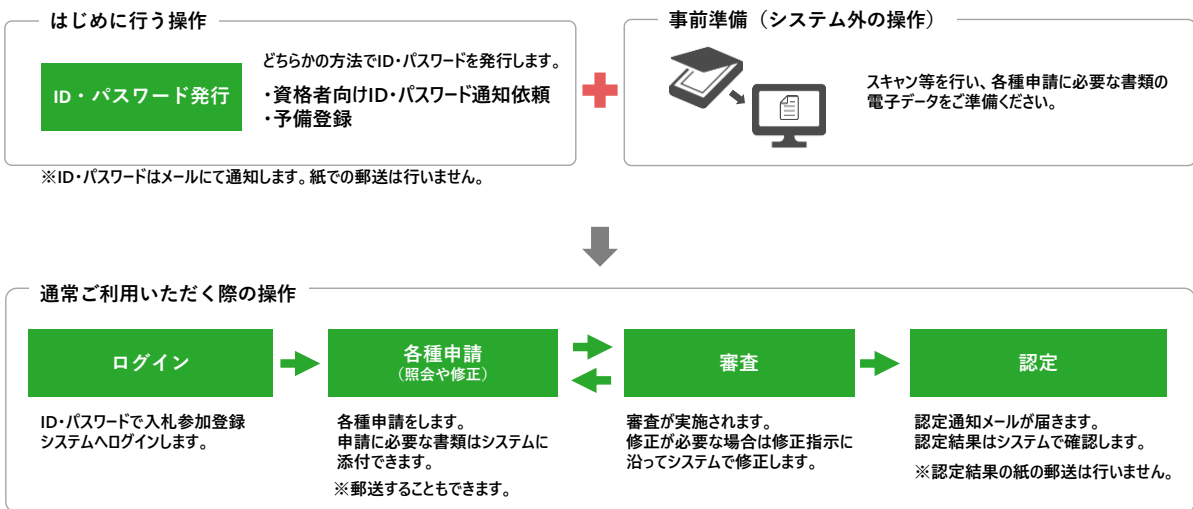 はじめに行う操作
ID・パスワード発行
どちらかの方法でID・パスワードを発行します。
・資格者向けID・パスワード通知依頼
・予備登録
※ID・パスワードはメールにて通知します。紙での郵送は行いません。
事前準備（システム外の操作）
スキャン等を行い、各種申請に必要な書類の
電子データをご準備ください。
通常ご利用いただく際の操作
ログイン
ID・パスワードで入札参加登録
システムへログインします。
各種申請
（照会や修正）
各種申請をします。
申請に必要な書類はシステムに
添付できます。
※郵送することもできます。
審査
審査が実施されます。
修正が必要な場合は修正指示に
沿ってシステムで修正します。
認定
認定通知メールが届きます。
認定結果はシステムで確認します。
※認定結果の紙の郵送は行いません。